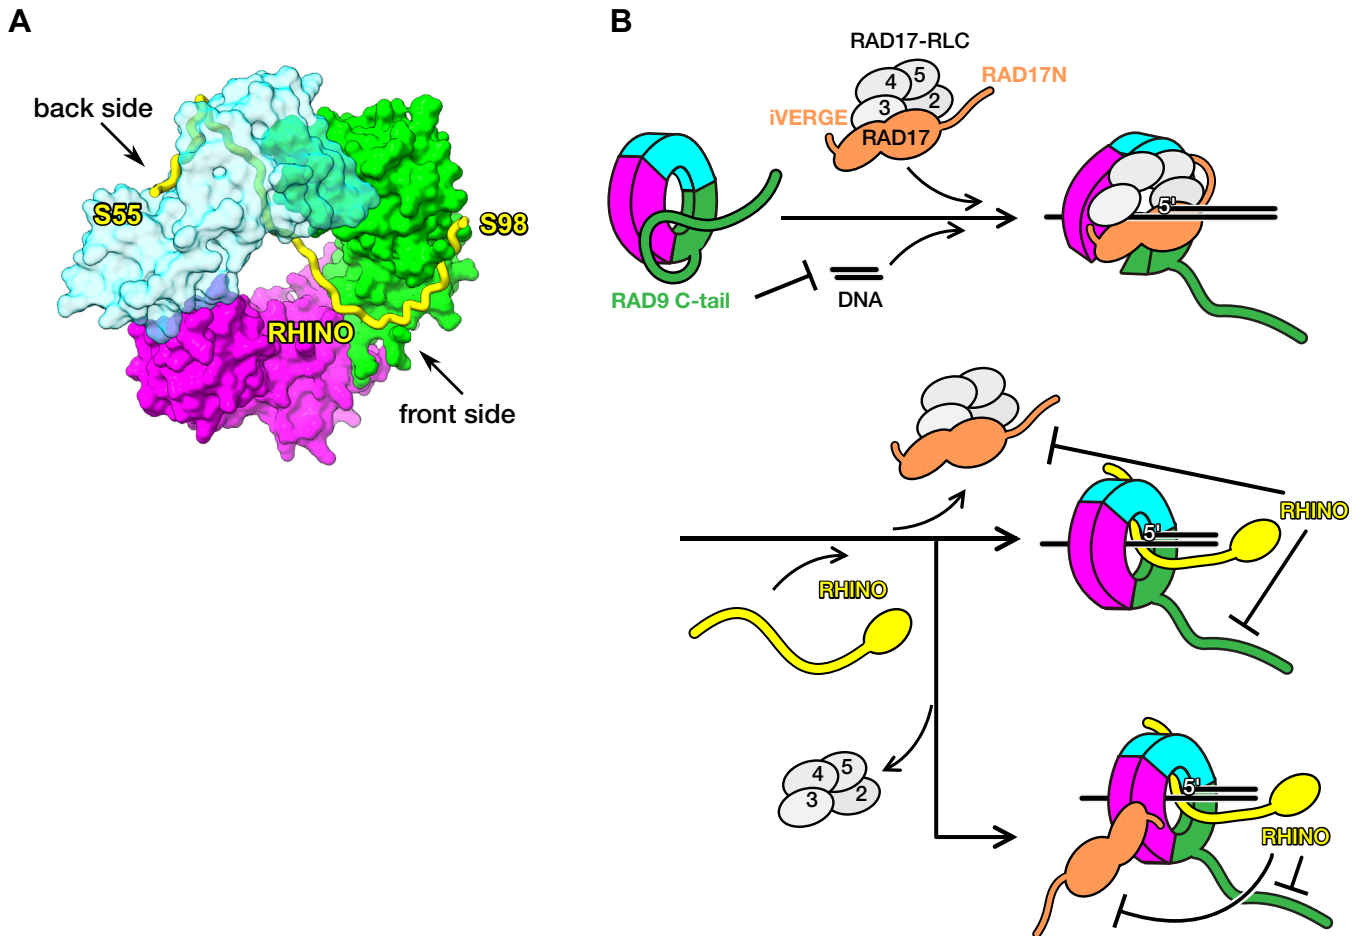 A
back side
S55
S98
RHINO
front side
B
RAD17-RLC
4 5
3 2
RAD17N
iVERGE
RAD17
5'
RAD9 C-tail
DNA
RHINO
5'
RHINO
4 5
3 2
5'
RHINO